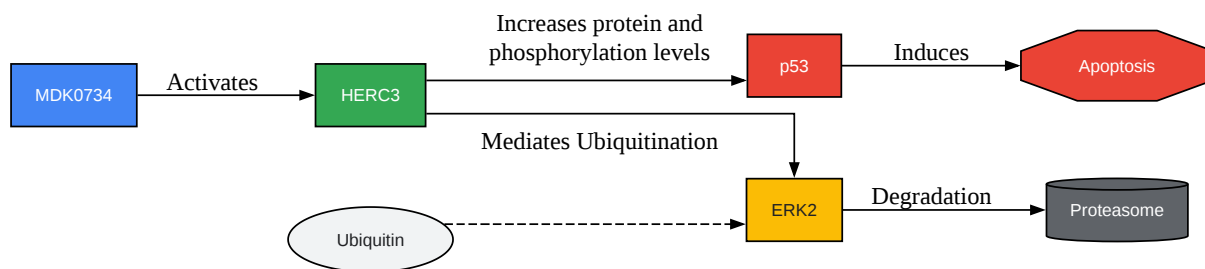 Increases protein and
phosphorylation levels
MDK0734
Activates
HERC3
p53
Induces
Apoptosis
Mediates Ubiquitination
Ubiquitin
ERK2
Degradation
Proteasome